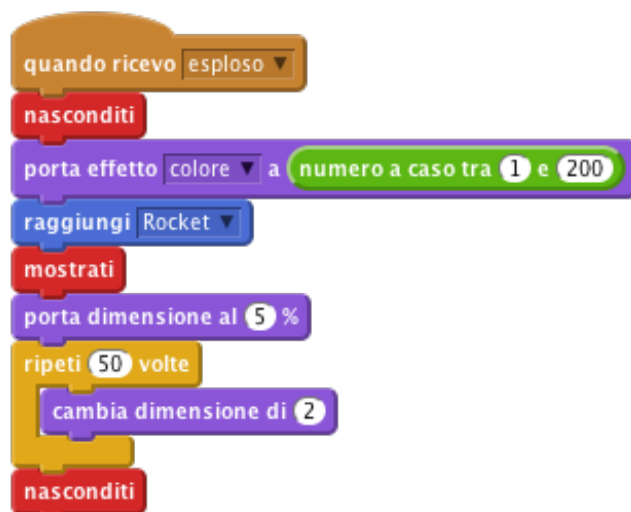 quando ricevo esploso
nasconditi
porta effetto colore a numero a caso tra 1 e 200
raggiungi Rocket
mostrati
porta dimensione al 5 %
ripeti 50 volte
cambia dimensione di 2
nasconditi